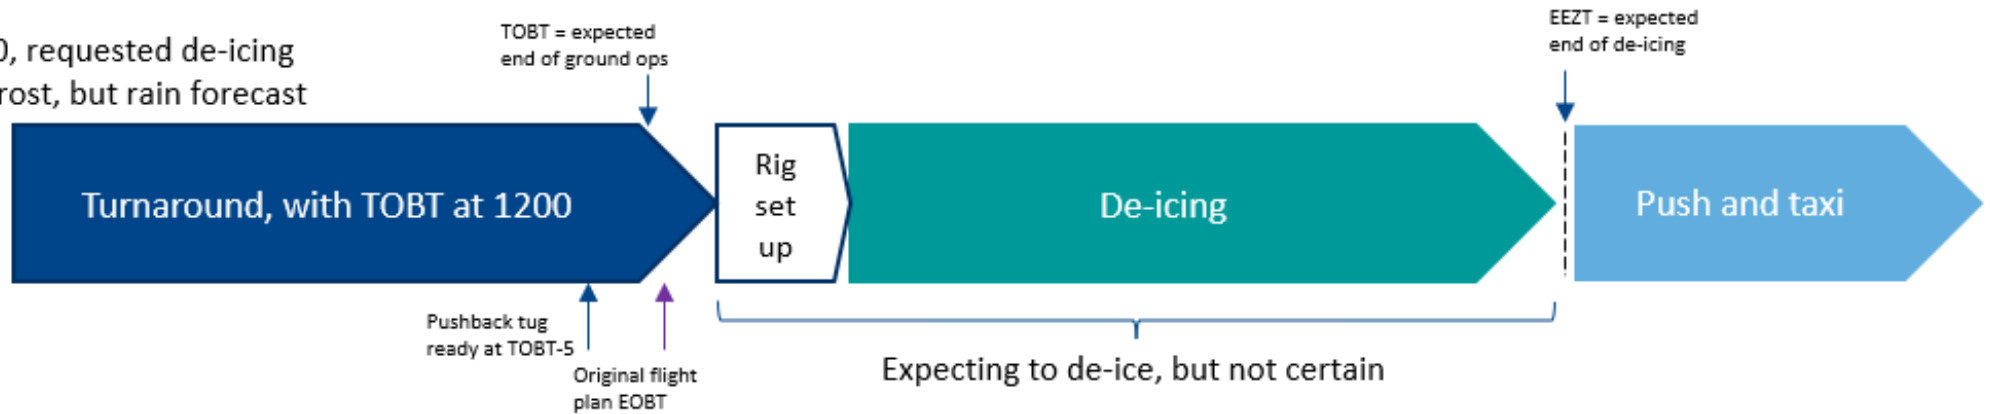 0, requested de-icing
rost, but rain forecast
TOBT = expected
end of ground ops
EEZT = expected
end of de-icing
Turnaround, with TOBT at 1200
Rig
set
up
De-icing
Push and taxi
Pushback tug
ready at TOBT-5
Original flight
plan EOBT
Expecting to de-ice, but not certain